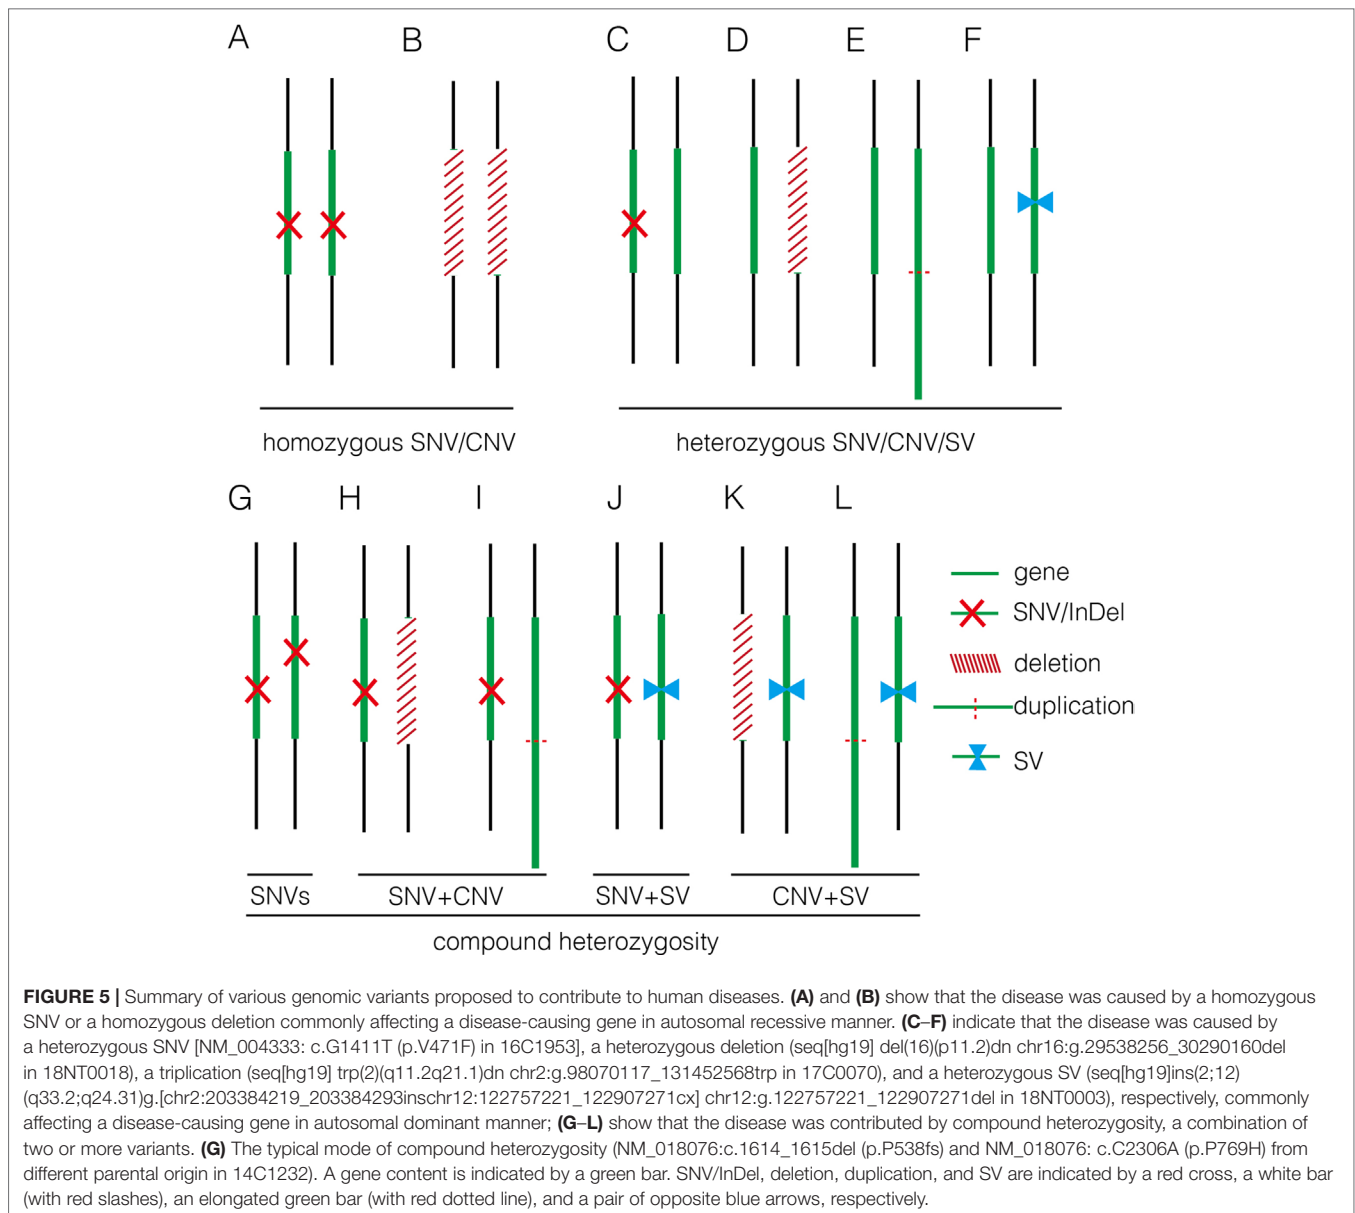 A B C D E F
homozygous SNV/CNV heterozygous SNV/CNV/SV
G H I J K L
gene
SNV/InDel
deletion
duplication
SV
SNVs SNV+CNV SNV+SV CNV+SV
compound heterozygosity
FIGURE 5 | Summary of various genomic variants proposed to contribute to human diseases. (A) and (B) show that the disease was caused by a homozygous
SNV or a homozygous deletion commonly affecting a disease-causing gene in autosomal recessive manner. (C–F) indicate that the disease was caused by
a heterozygous SNV [NM_004333: c.G1411T (p.V471F) in 16C1953], a heterozygous deletion (seq[hg19] del(16)(p11.2)dn chr16:g.29538256_30290160del
in 18NT0018), a triplication (seq[hg19] trp(2)(q11.2q21.1)dn chr2:g.98070117_131452568trp in 17C0070), and a heterozygous SV (seq[hg19]ins(2;12)
(q33.2;q24.31)g.[chr2:203384219_203384293inschr12:122757221_122907271cx] chr12:g.122757221_122907271del in 18NT0003), respectively, commonly
affecting a disease-causing gene in autosomal dominant manner; (G–L) show that the disease was contributed by compound heterozygosity, a combination of
two or more variants. (G) The typical mode of compound heterozygosity (NM_018076:c.1614_1615del (p.P538fs) and NM_018076: c.C2306A (p.P769H) from
different parental origin in 14C1232). A gene content is indicated by a green bar. SNV/InDel, deletion, duplication, and SV are indicated by a red cross, a white bar
(with red slashes), an elongated green bar (with red dotted line), and a pair of opposite blue arrows, respectively.